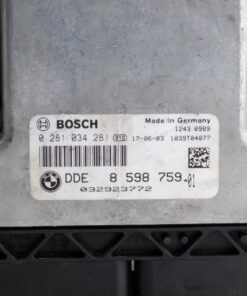 BOSCH
Made in Germany
1243 0989
0 281 034 281 17-06-03 1039T04877
DDE 8 598 759-01
032923772